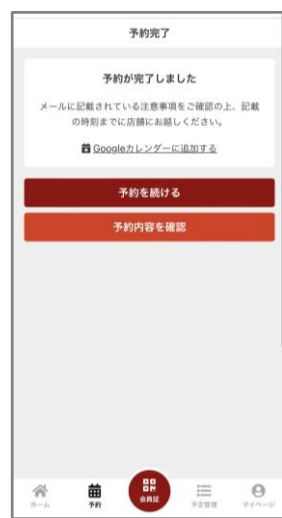 予約完了
予約が完了しました
メールに記載されている注意事項をご確認の上、記載
の時刻までに店舗にお越しください。
Googleカレンダーに追加する
予約を続ける
予約内容を確認
ホーム
予約
会員証
予定管理
マイページ